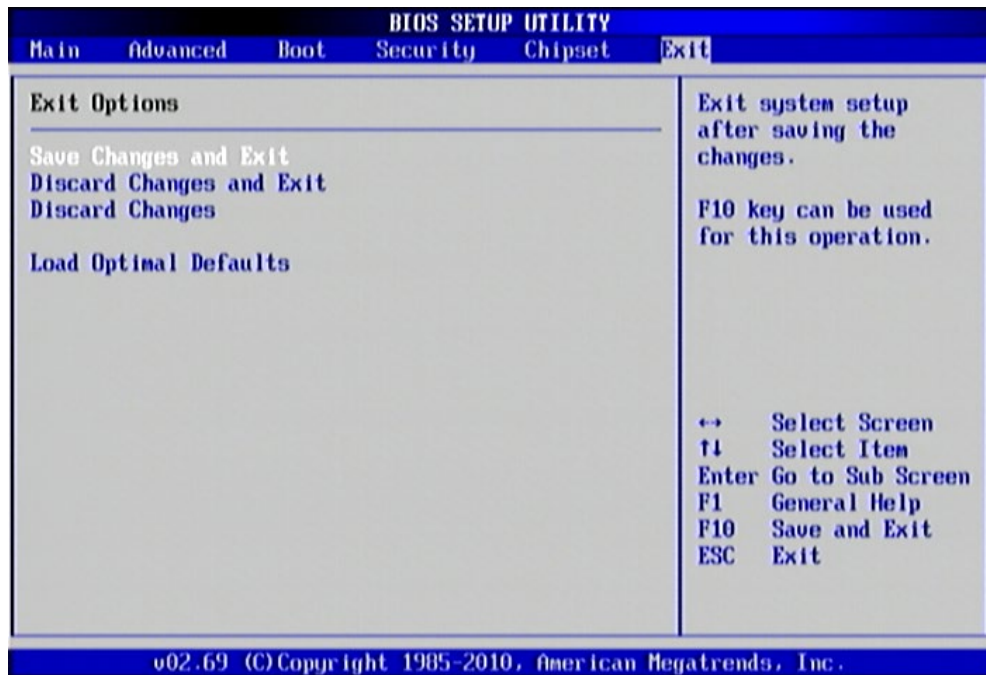 BIOS SETUP UTILITY
Main Advanced Boot Security Chipset Exit
Exit Options
Save Changes and Exit
Discard Changes and Exit
Discard Changes
Load Optimal Defaults
Exit system setup
after saving the
changes.
F10 key can be used
for this operation.
↔ Select Screen
↑↓ Select Item
Enter Go to Sub Screen
F1 General Help
F10 Save and Exit
ESC Exit
v02.69 (C)Copyright 1985-2010, American Megatrends, Inc.